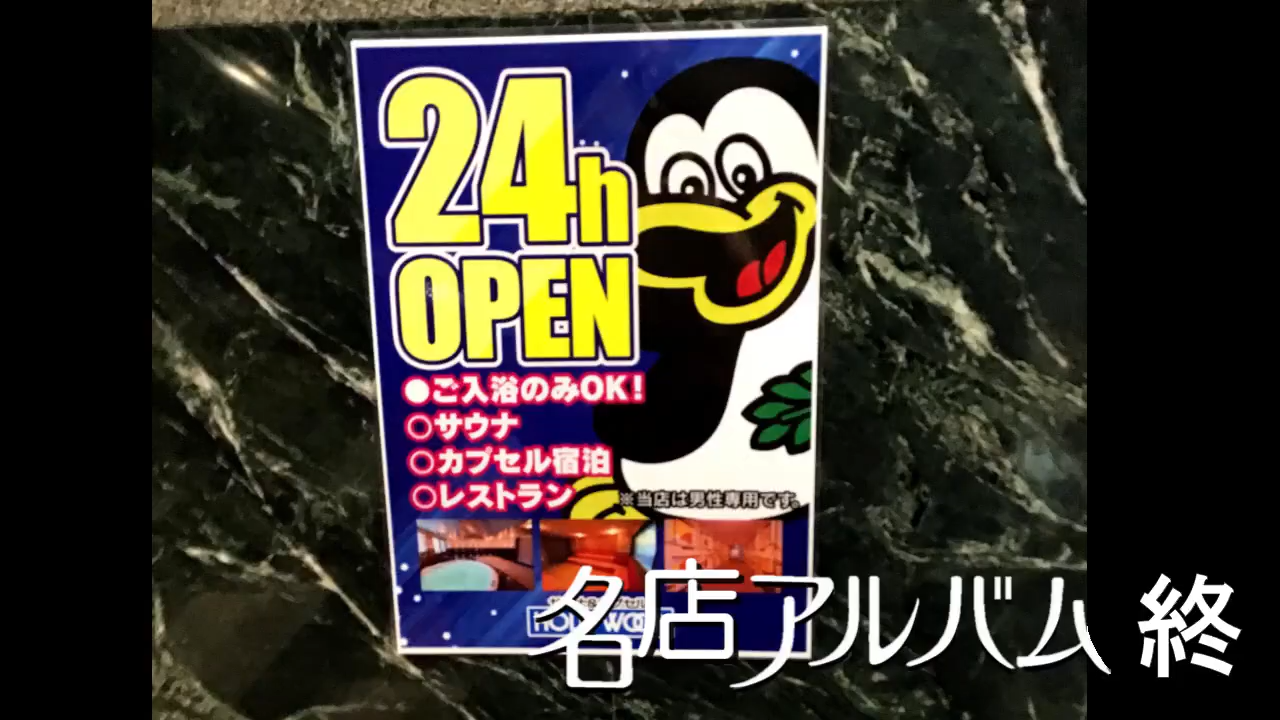 24h
OPEN
●ご入浴のみOK!
○サウナ
○カプセル宿泊
○レストラン
※当店は男性専用です。
名店アルバム 終